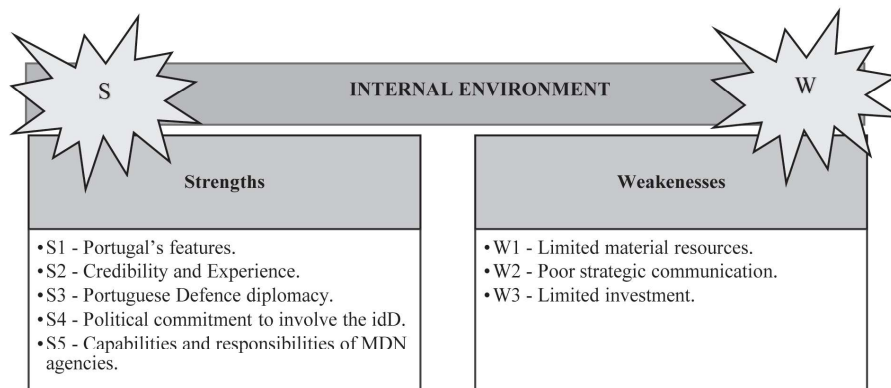 S
INTERNAL ENVIRONMENT
W
Strengths
•S1 - Portugal's features.
•S2 - Credibility and Experience.
•S3 - Portuguese Defence diplomacy.
•S4 - Political commitment to involve the idD.
•S5 - Capabilities and responsibilities of MDN
agencies.
Weakenesses
•W1 - Limited material resources.
•W2 - Poor strategic communication.
•W3 - Limited investment.